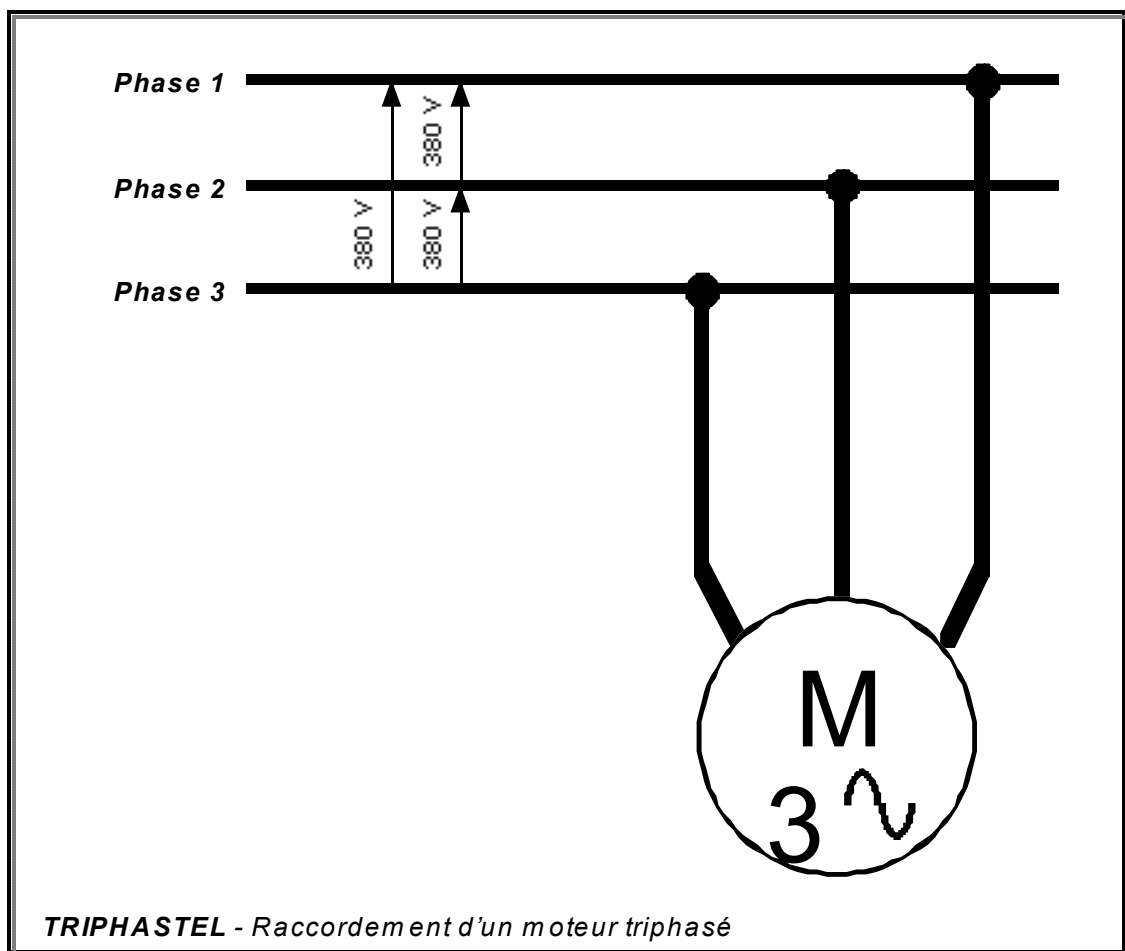 Phase 1
380 V
Phase 2
380 V
380 V
Phase 3
M
3
TRIPHASTEL - Raccordement d'un moteur triphasé